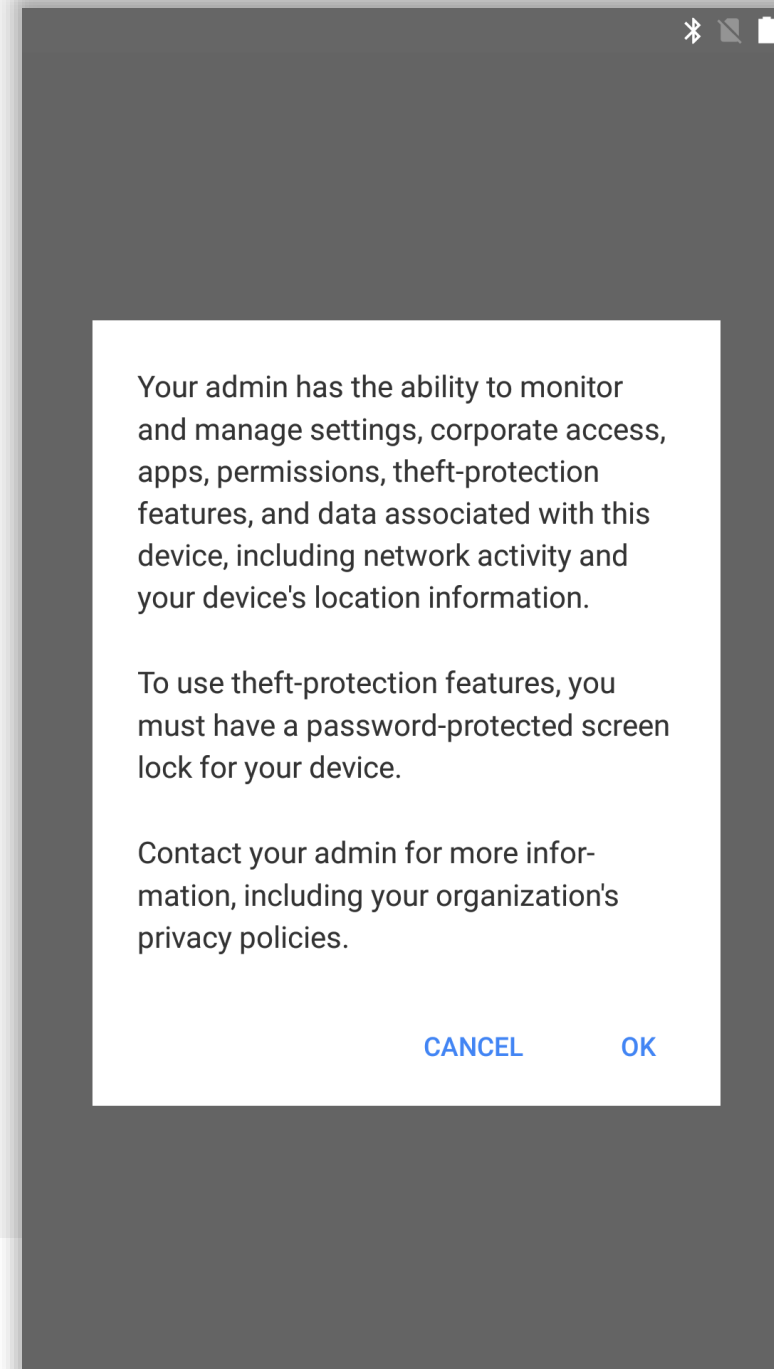 Your admin has the ability to monitor
and manage settings, corporate access,
apps, permissions, theft-protection
features, and data associated with this
device, including network activity and
your device's location information.
To use theft-protection features, you
must have a password-protected screen
lock for your device.
Contact your admin for more infor-
mation, including your organization's
privacy policies.
CANCEL OK